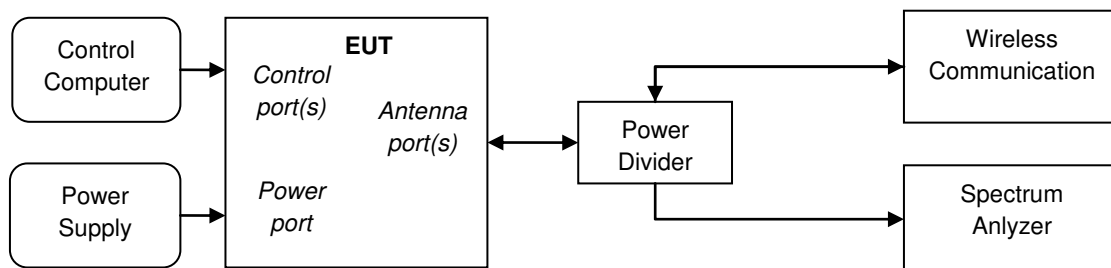 Control
Computer
Power
Supply
EUT
Control
port(s)
Antenna
port(s)
Power
port
Power
Divider
Wireless
Communication
Spectrum
Anlyzer